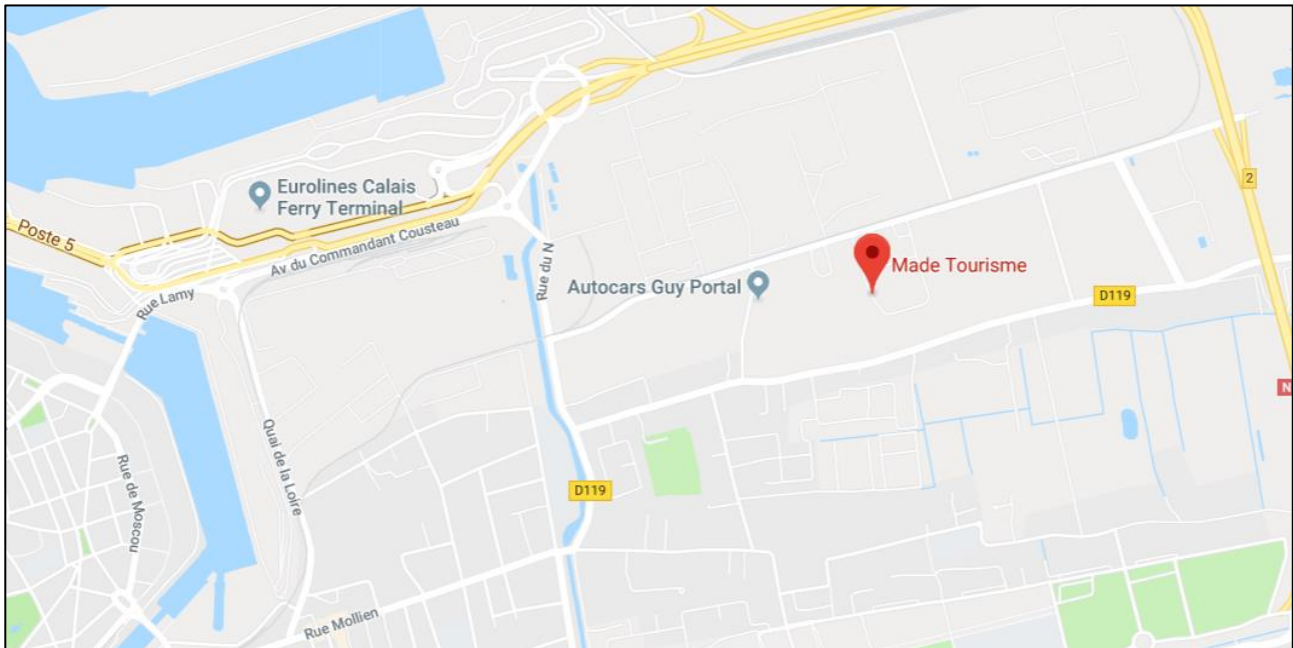 2
Eurolines Calais
Ferry Terminal
Poste 5
Av du Commandant Cousteau
Rue du N
Made Tourisme
Autocars Guy Portal
Rue Lamy
D119
N
Quai de la Loire
Rue de Moscou
D119
Rue Mollien